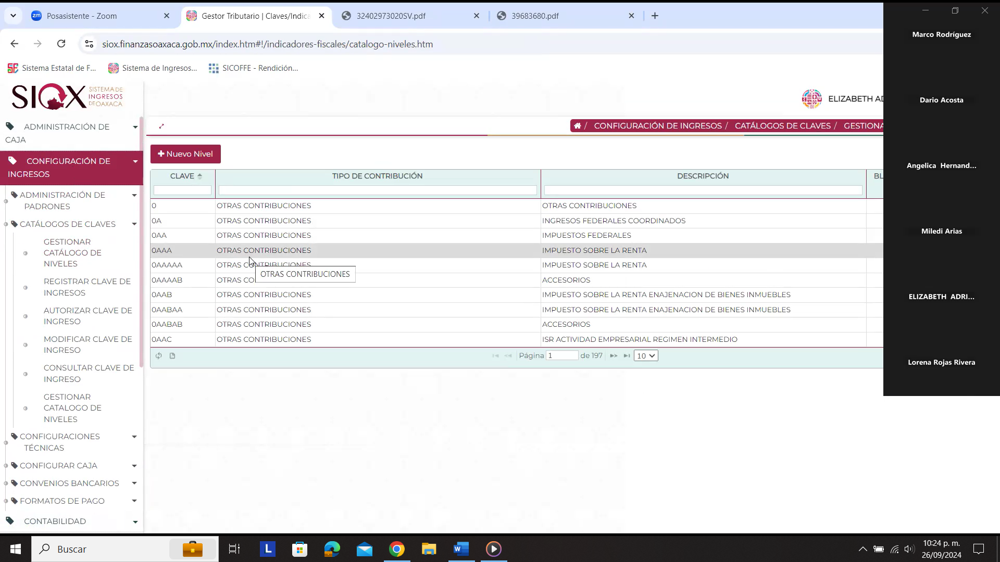 zm Posasistente - Zoom
Gestor Tributario | Claves/Indica
32402973020SV.pdf
39683680.pdf
siox.finanzasoaxaca.gob.mx/index.htm#!/indicadores-fiscales/catalogo-niveles.htm
Sistema Estatal de F...
Sistema de Ingresos...
SICOFFE - Rendición...
SIOX SISTEMA DE
INGRESOS
DE OAXACA
ELIZABETH AD
ADMINISTRACIÓN DE
CAJA
CONFIGURACIÓN DE
INGRESOS
ADMINISTRACIÓN DE
PADRONES
CATÁLOGOS DE CLAVES
GESTIONAR
CATÁLOGO DE
NIVELES
REGISTRAR CLAVE DE
INGRESOS
AUTORIZAR CLAVE DE
INGRESO
MODIFICAR CLAVE DE
INGRESO
CONSULTAR CLAVE DE
INGRESO
GESTIONAR
CATALOGO DE
NIVELES
CONFIGURACIONES
TÉCNICAS
CONFIGURAR CAJA
CONVENIOS BANCARIOS
FORMATOS DE PAGO
CONTABILIDAD
/ CONFIGURACIÓN DE INGRESOS / CATÁLOGOS DE CLAVES / GESTIONA
+ Nuevo Nivel
CLAVE TIPO DE CONTRIBUCIÓN DESCRIPCIÓN BL
0 OTRAS CONTRIBUCIONES OTRAS CONTRIBUCIONES
0A OTRAS CONTRIBUCIONES INGRESOS FEDERALES COORDINADOS
0AA OTRAS CONTRIBUCIONES IMPUESTOS FEDERALES
0AAA OTRAS CONTRIBUCIONES IMPUESTO SOBRE LA RENTA
0AAAAA OTRAS CONTRIBUCIONES IMPUESTO SOBRE LA RENTA
OTRAS CONTRIBUCIONES
0AAAAB OTRAS CO ACCESORIOS
0AAB OTRAS CONTRIBUCIONES IMPUESTO SOBRE LA RENTA ENAJENACION DE BIENES INMUEBLES
0AABAA OTRAS CONTRIBUCIONES IMPUESTO SOBRE LA RENTA ENAJENACION DE BIENES INMUEBLES
0AABAB OTRAS CONTRIBUCIONES ACCESORIOS
0AAC OTRAS CONTRIBUCIONES ISR ACTIVIDAD EMPRESARIAL REGIMEN INTERMEDIO
Página 1 de 197 10
Marco Rodríguez
Dario Acosta
Angelica Hernand...
Miledi Arias
ELIZABETH ADRI...
Lorena Rojas Rivera
Buscar
L
W
10:24 p. m.
26/09/2024